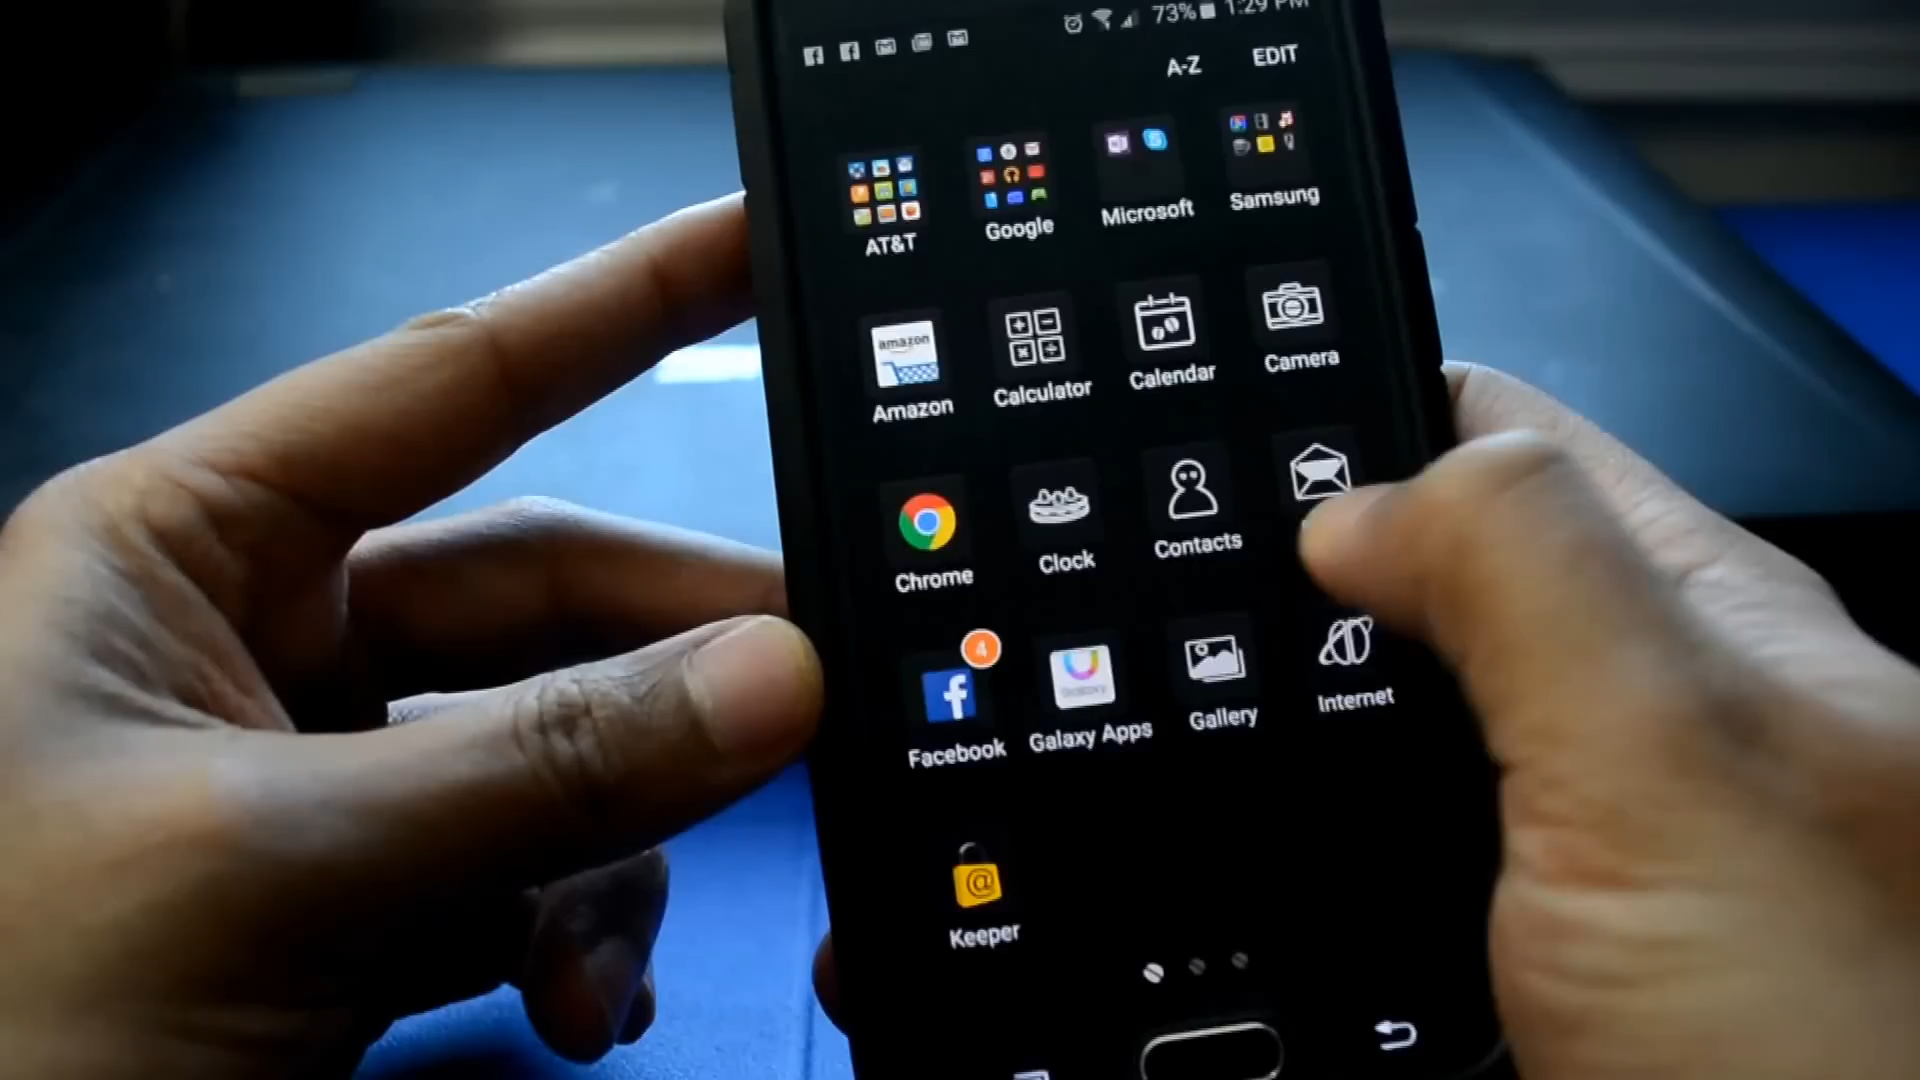 73% 1:29 PM
A-Z EDIT
AT&T Google Microsoft Samsung
amazon
Amazon Calculator Calendar Camera
Chrome Clock Contacts
4
Galaxy
Facebook Galaxy Apps Gallery Internet
@
Keeper